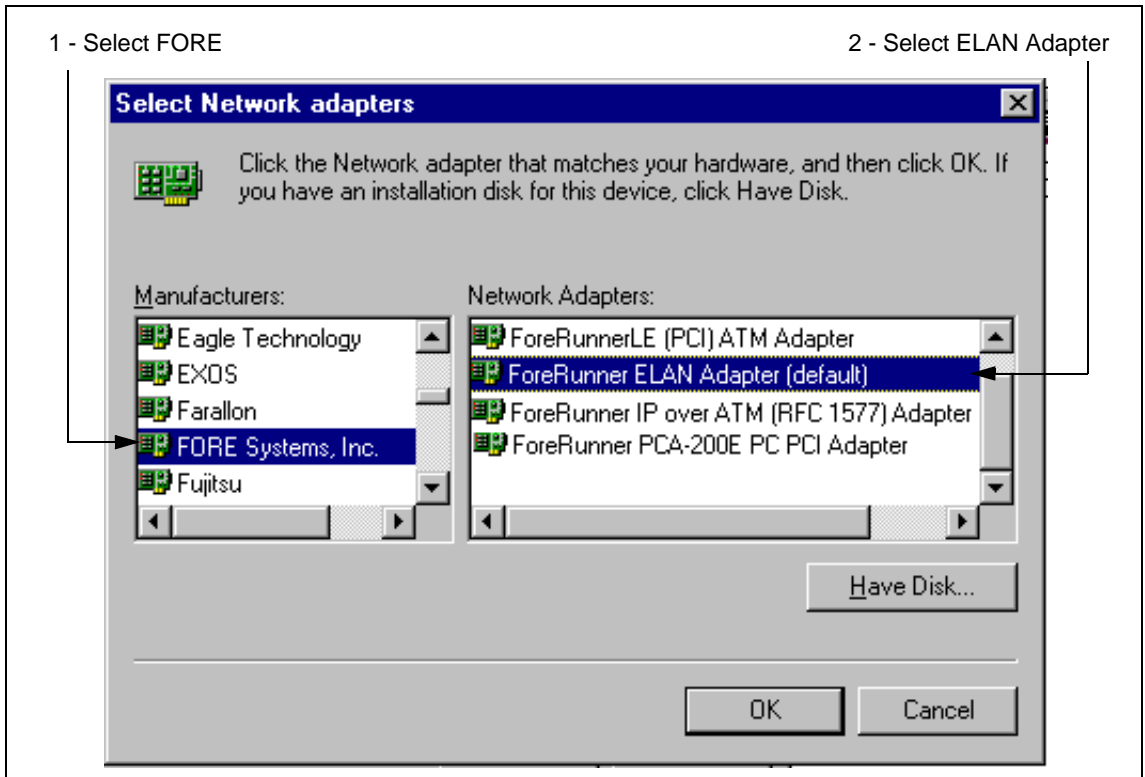 1 - Select FORE
2 - Select ELAN Adapter
Select Network adapters
Click the Network adapter that matches your hardware, and then click OK. If
you have an installation disk for this device, click Have Disk.
Manufacturers:
Eagle Technology
EXOS
Farallon
FORE Systems, Inc.
Fujitsu
Network Adapters:
ForeRunnerLE (PCI) ATM Adapter
ForeRunner ELAN Adapter (default)
ForeRunner IP over ATM (RFC 1577) Adapter
ForeRunner PCA-200E PC PCI Adapter
Have Disk...
OK
Cancel